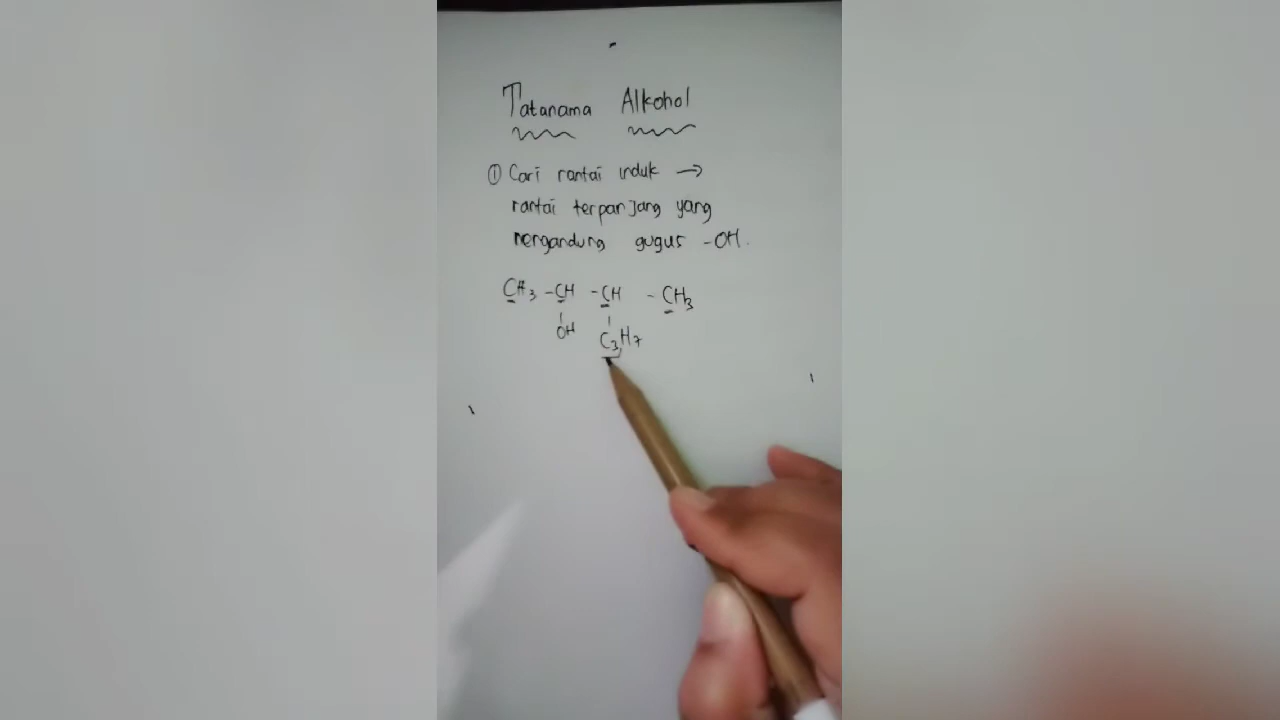 Tatanama Alkohol
① Cari rantai induk →
rantai terpanjang yang
mengandung gugus -OH.
CH3 - CH - CH - CH3
OH C3H7